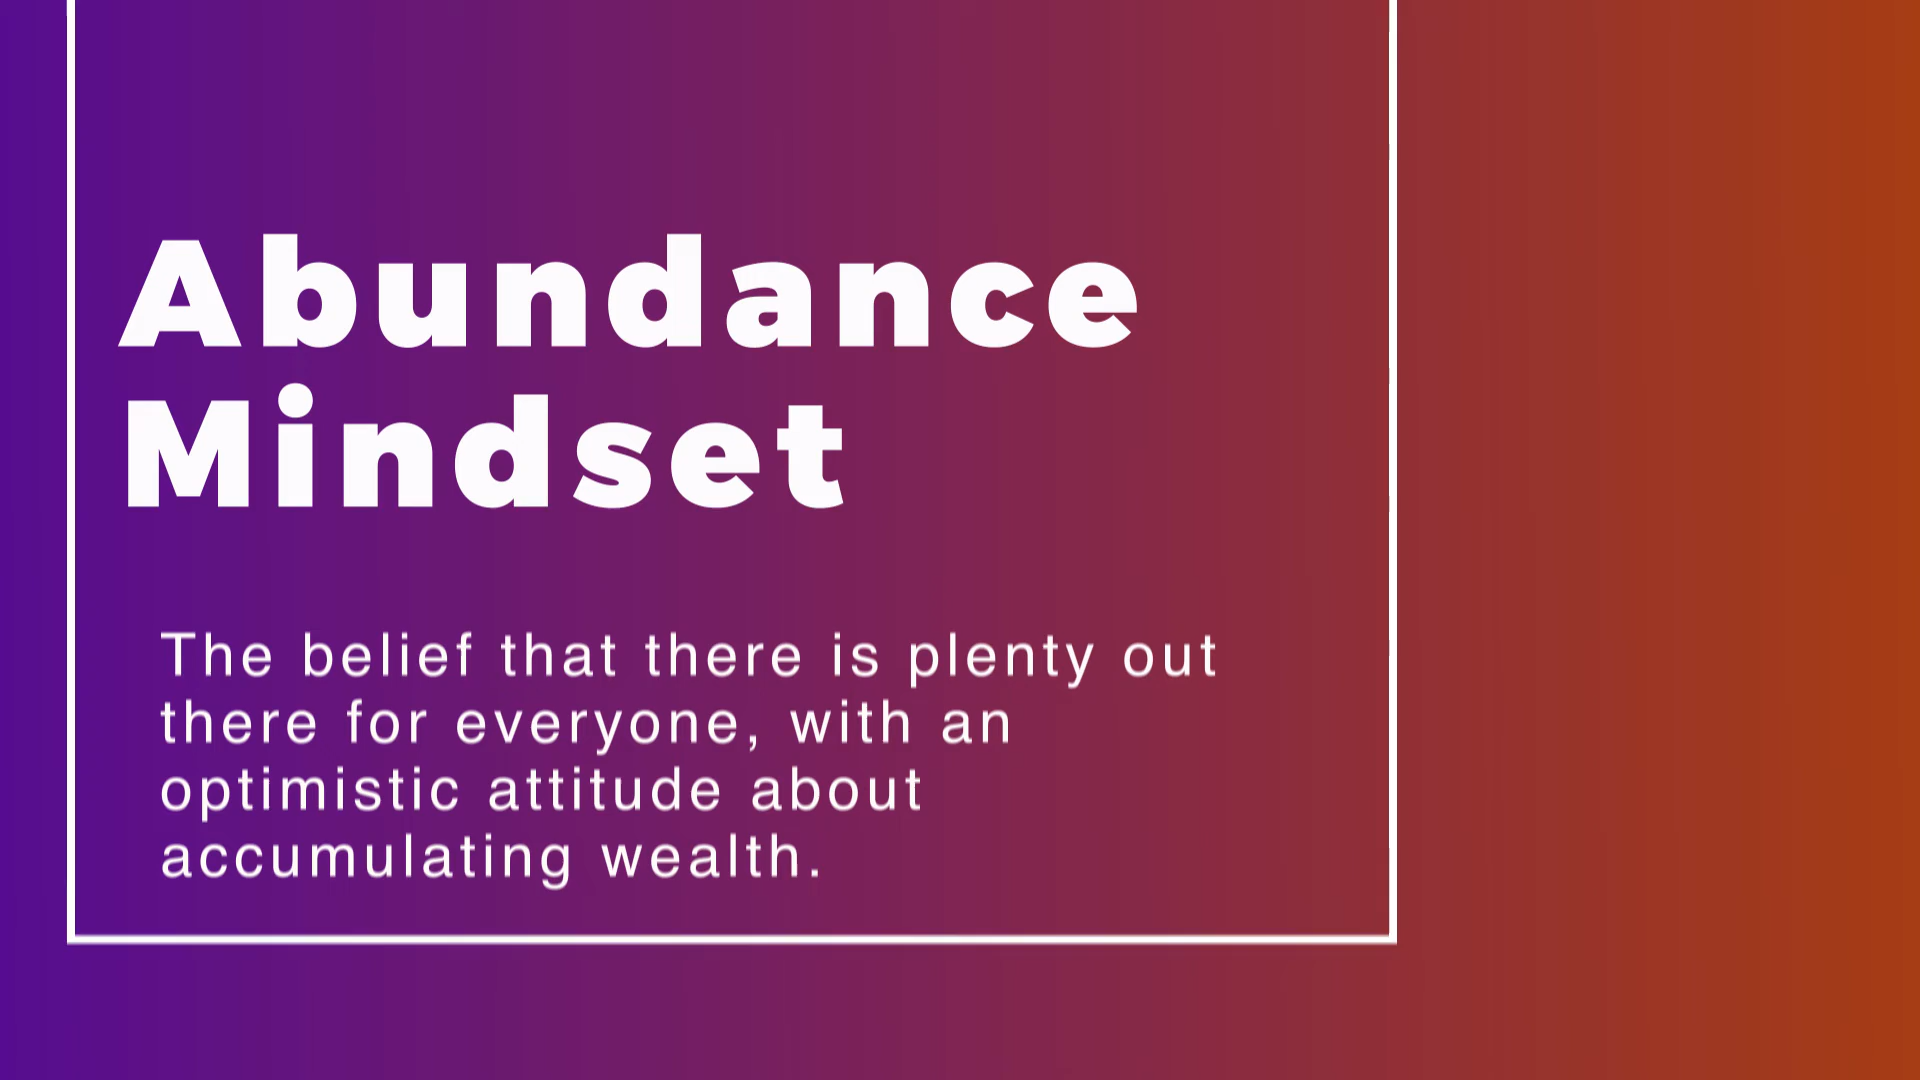 Abundance
Mindset
The belief that there is plenty out
there for everyone, with an
optimistic attitude about
accumulating wealth.